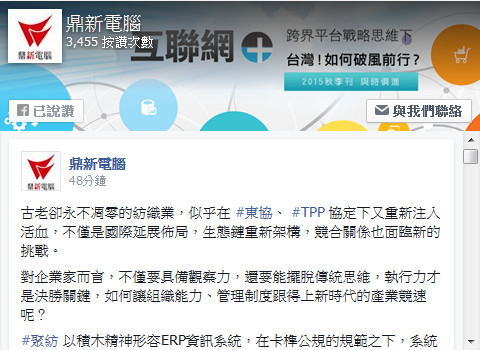 鼎新電腦
鼎新電腦
3,455 按讚次數
互聯網+
跨界平台戰略思維下
台灣!如何破風前行?
2015秋季刊 與時俱進
已說讚
與我們聯絡
鼎新電腦
鼎新電腦
48分鐘
古老卻永不凋零的紡織業，似乎在 #東協、 #TPP 協定下又重新注入
活血，不僅是國際延展佈局，生態鏈重新架構，競合關係也面臨新的
挑戰。
對企業家而言，不僅要具備觀察力，還要能擺脫傳統思維，執行力才
是決勝關鍵，如何讓組織能力、管理制度跟得上新時代的產業競速
呢？
#聚紡 以積木精神形容ERP資訊系統，在卡榫公規的規範之下，系統